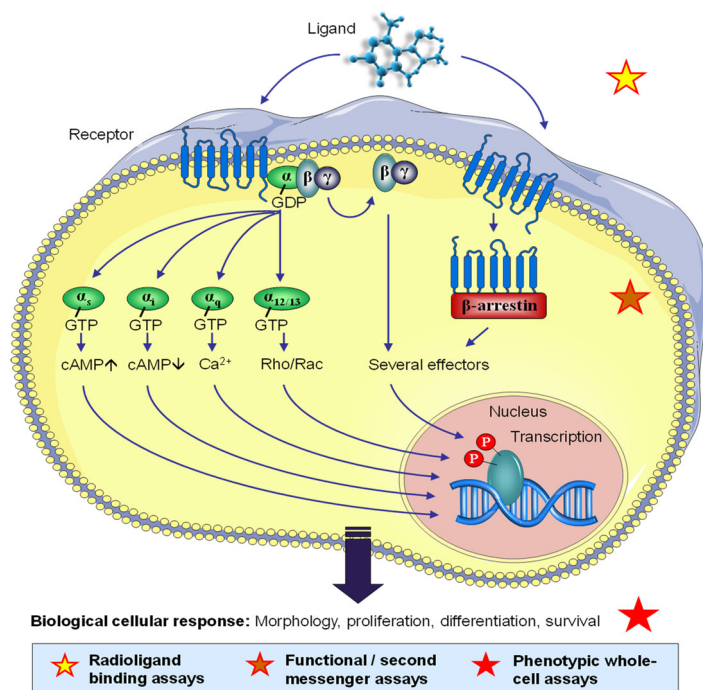 Ligand
Receptor
α β γ
GDP
β γ
αs αi αq α12/13
GTP GTP GTP GTP
β-arrestin
cAMP↑ cAMP↓ Ca2+ Rho/Rac Several effectors
Nucleus
Transcription
P
P
Biological cellular response: Morphology, proliferation, differentiation, survival
Radioligand
binding assays
Functional / second
messenger assays
Phenotypic whole-
cell assays